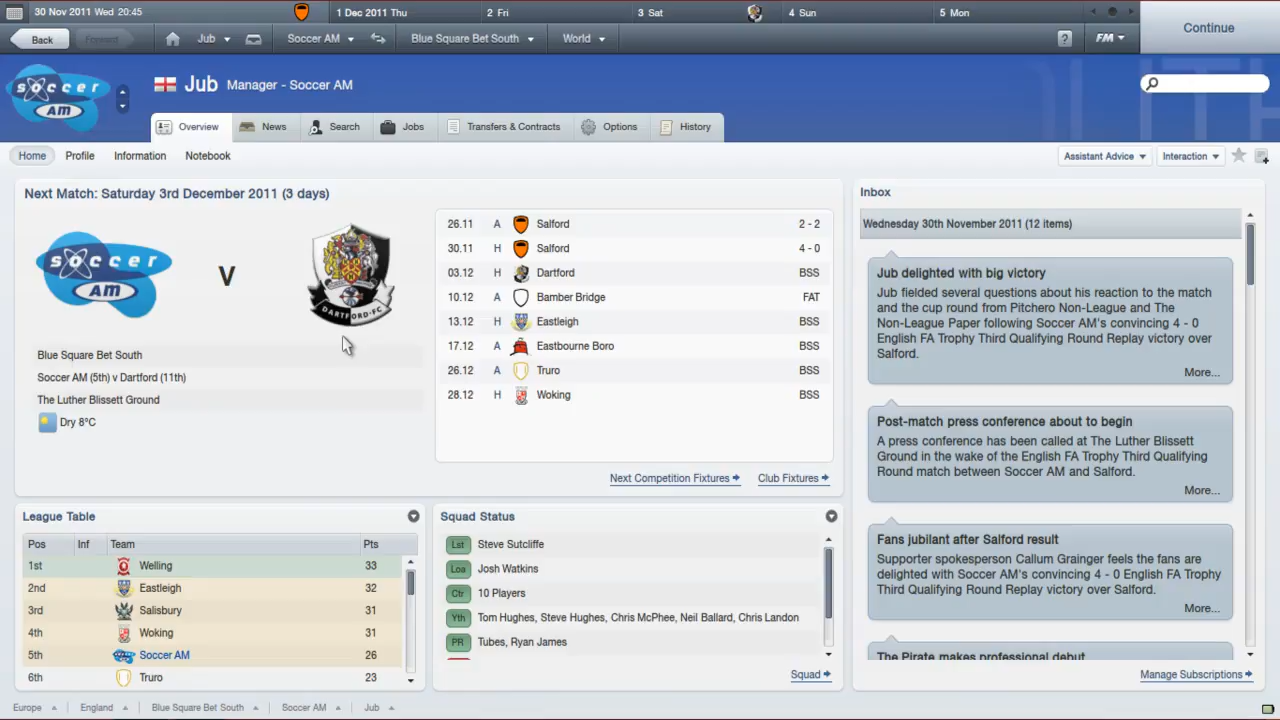 30 Nov 2011 Wed 20:45
1 Dec 2011 Thu
2 Fri
3 Sat
4 Sun
5 Mon
Back
Forward
Jub
Soccer AM
Blue Square Bet South
World
?
FM
Continue
soccer
AM
Jub Manager - Soccer AM
Overview
News
Search
Jobs
Transfers & Contracts
Options
History
Home
Profile
Information
Notebook
Assistant Advice
Interaction
Next Match: Saturday 3rd December 2011 (3 days)
soccer
AM
V
DARTFORD·FC
Blue Square Bet South
Soccer AM (5th) v Dartford (11th)
The Luther Blissett Ground
Dry 8°C
26.11 A Salford 2 - 2
30.11 H Salford 4 - 0
03.12 H Dartford BSS
10.12 A Bamber Bridge FAT
13.12 H Eastleigh BSS
17.12 A Eastbourne Boro BSS
26.12 A Truro BSS
28.12 H Woking BSS
Next Competition Fixtures
Club Fixtures
Inbox
Wednesday 30th November 2011 (12 items)
Jub delighted with big victory
Jub fielded several questions about his reaction to the
match and the cup round from Pitchero Non-League and The
Non-League Paper following Soccer AM's convincing 4 - 0
English FA Trophy Third Qualifying Round Replay victory over
Salford.
More...
Post-match press conference about to begin
A press conference has been called at The Luther Blissett
Ground in the wake of the English FA Trophy Third Qualifying
Round match between Soccer AM and Salford.
More...
Fans jubilant after Salford result
Supporter spokesperson Callum Grainger feels the fans are
delighted with Soccer AM's convincing 4 - 0 English FA
Trophy Third Qualifying Round Replay victory over Salford.
More...
The Pirate makes professional debut
Manage Subscriptions
League Table
Pos Inf Team Pts
1st Welling 33
2nd Eastleigh 32
3rd Salisbury 31
4th Woking 31
5th Soccer AM 26
6th Truro 23
Squad Status
Lst Steve Sutcliffe
Loa Josh Watkins
Ctr 10 Players
Yth Tom Hughes, Steve Hughes, Chris McPhee, Neil Ballard, Chris Landon
PR Tubes, Ryan James
Squad
Europe
England
Blue Square Bet South
Soccer AM
Jub